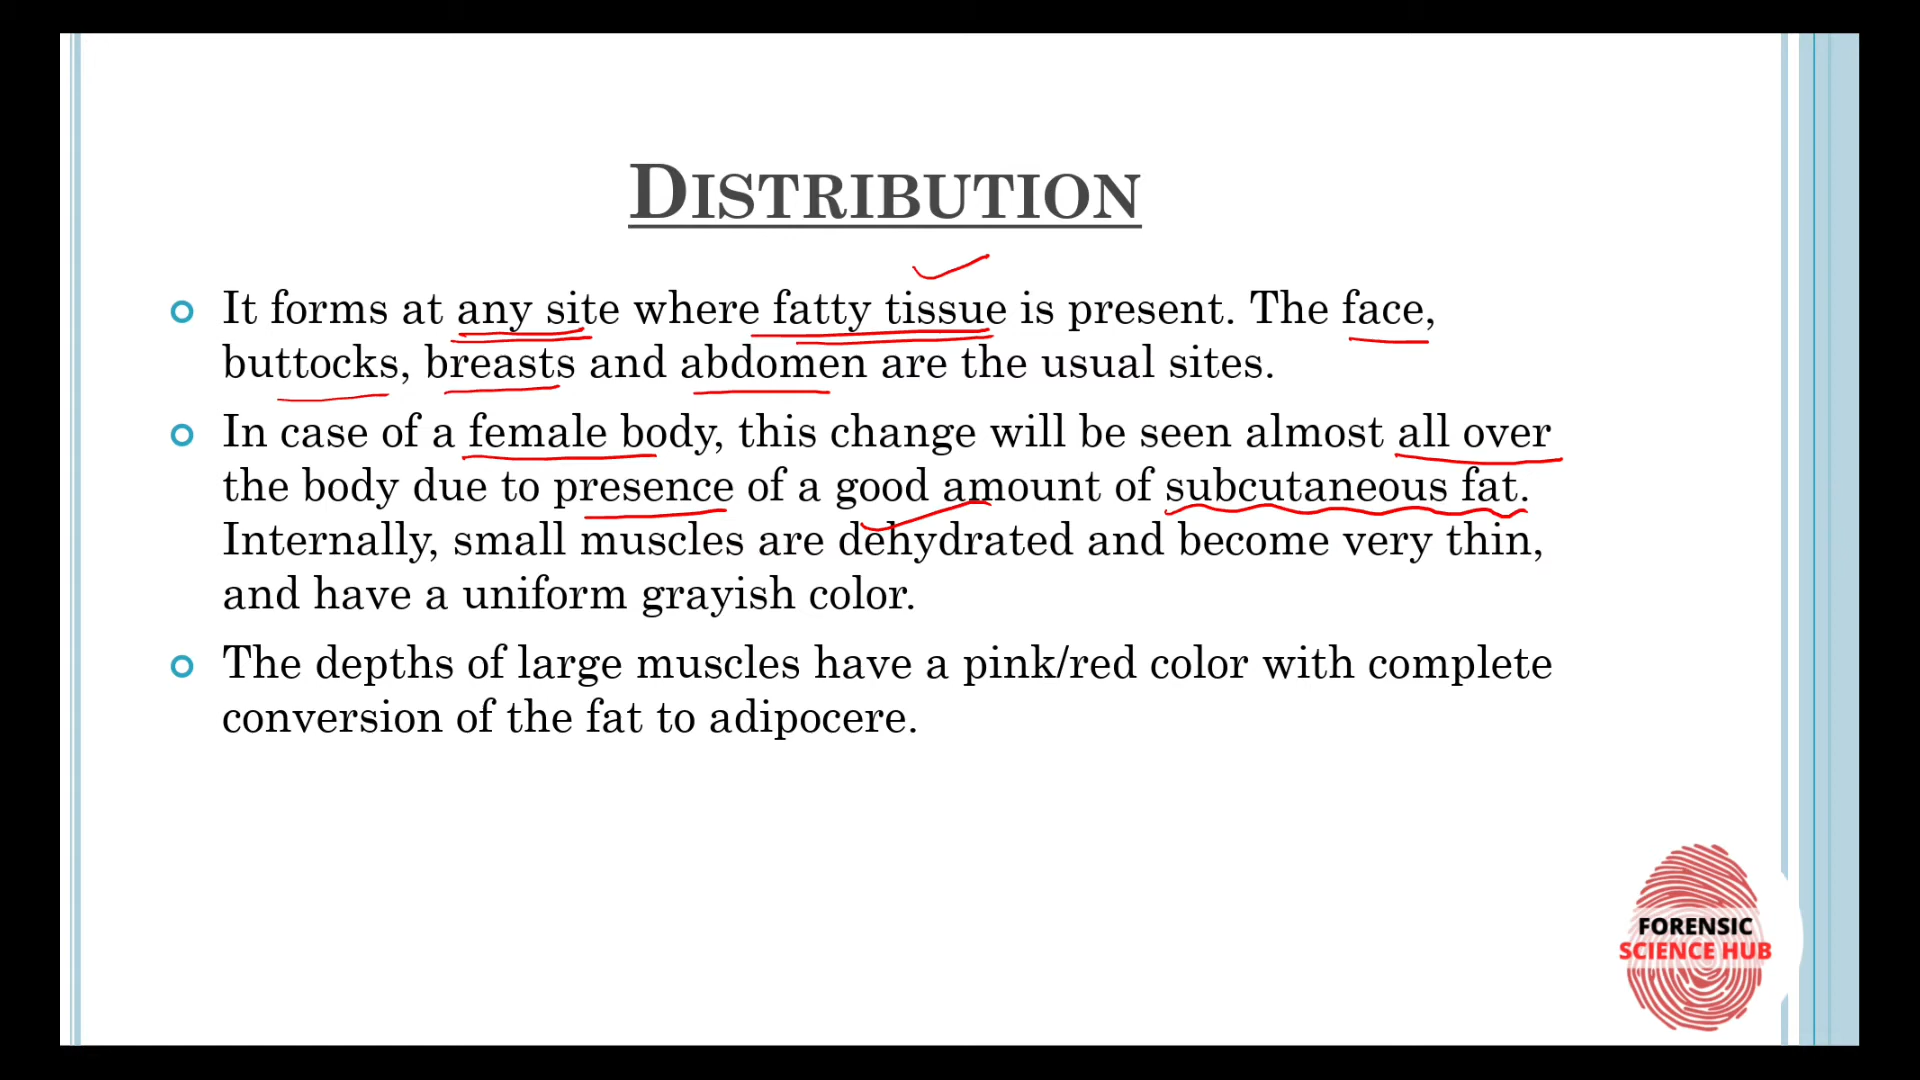 DISTRIBUTION
It forms at any site where fatty tissue is present. The face,
buttocks, breasts and abdomen are the usual sites.
In case of a female body, this change will be seen almost all over
the body due to presence of a good amount of subcutaneous fat.
Internally, small muscles are dehydrated and become very thin,
and have a uniform grayish color.
The depths of large muscles have a pink/red color with complete
conversion of the fat to adipocere.
FORENSIC
SCIENCE HUB